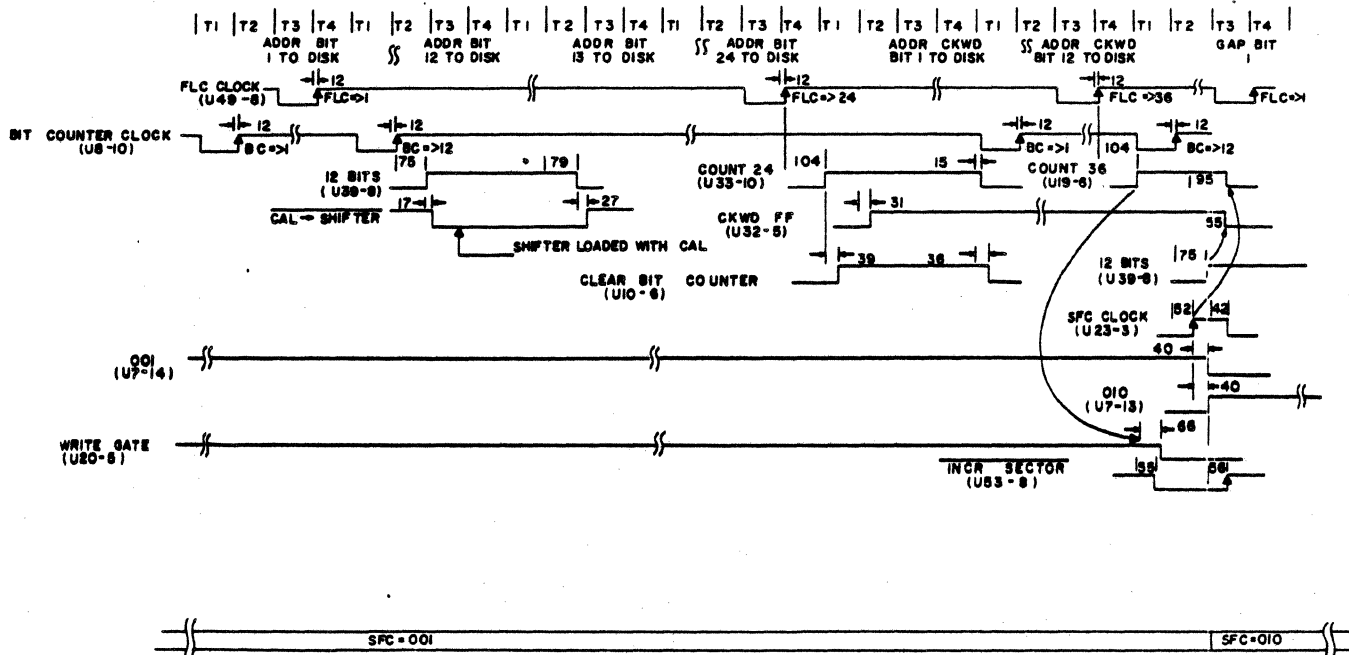 T1 T2 T3 T4 T1 T2 T3 T4 T1 T2 T3 T4 T1 T2 T3 T4 T1 T2 T3 T4 T1 T2 T3 T4 T1 T2 T3 T4
ADDR BIT 1 TO DISK
ADDR BIT 12 TO DISK
ADDR BIT 13 TO DISK
ADDR BIT 24 TO DISK
ADDR CKWD BIT 1 TO DISK
ADDR CKWD BIT 12 TO DISK
GAP BIT 1
12 12 12
FLC CLOCK
(U49-8)
FLC=>1 FLC=>24 FLC=>36 FLC=>1
12 12 12 12
BIT COUNTER CLOCK
(U8-10)
BC=>1 BC=>12 BC=>1 BC=>12
75 79 104 15 104 95
12 BITS
(U39-8)
COUNT 24
(U33-10)
COUNT 36
(U19-6)
17 27 31 55
CAL → SHIFTER
CKWD FF
(U32-5)
SHIFTER LOADED WITH CAL
39 36 75
CLEAR BIT COUNTER
(U10-6)
12 BITS
(U39-8)
52 42
SFC CLOCK
(U23-3)
40
001
(U7-14)
40
010
(U7-13)
66
WRITE GATE
(U20-5)
INCR SECTOR
(U53-8)
55 56
SFC=001 SFC=010